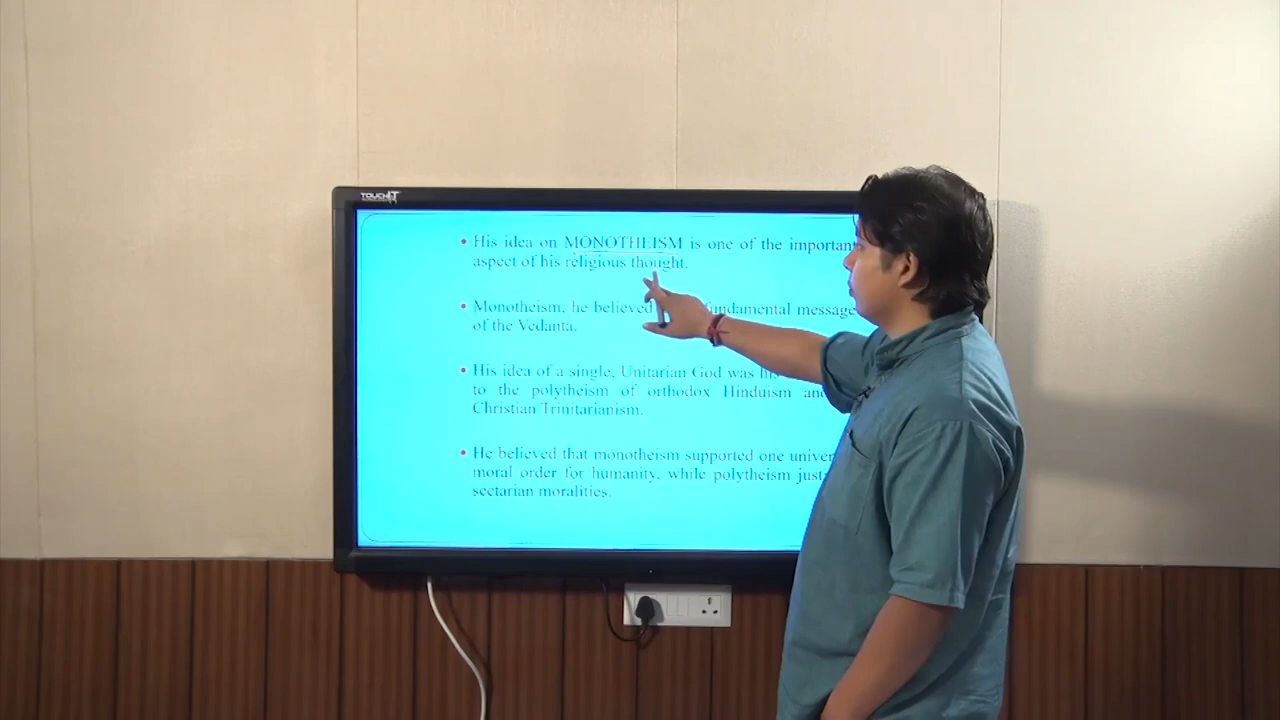 TOUCHIT
• His idea on MONOTHEISM is one of the important
aspect of his religious thought.
• Monotheism, he believed fundamental message
of the Vedanta.
• His idea of a single, Unitarian God was his
to the polytheism of orthodox Hinduism and
Christian Trinitarianism.
• He believed that monotheism supported one
moral order for humanity, while polytheism
sectarian moralities.